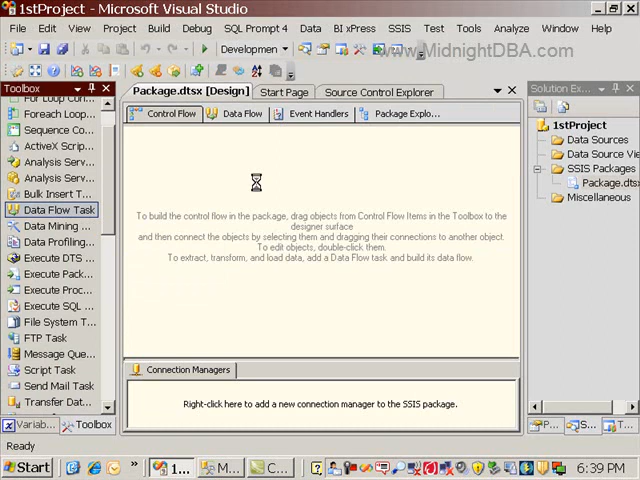 1stProject - Microsoft Visual Studio
File Edit View Project Build Debug SQL Prompt 4 Data BI xPress SSIS Test Tools Analyze Window Help
Developmen
www.MidnightDBA.com
Toolbox
Package.dtsx [Design] Start Page Source Control Explorer
Solution Ex
Control Flow Data Flow Event Handlers Package Explo...
For Loop Con
Foreach Loop...
Sequence Co...
ActiveX Scrip...
Analysis Serv...
Analysis Serv...
Bulk Insert T...
Data Flow Task
Data Mining ...
Data Profiling...
Execute DTS ...
Execute Pack...
Execute Proc...
Execute SQL ...
File System T...
FTP Task
Message Que...
Script Task
Send Mail Task
Transfer Dat...
Variab...
Toolbox
To build the control flow in the package, drag objects from Control Flow Items in the Toolbox to the
designer surface
and then connect the objects by selecting them and dragging their connections to another object.
To edit objects, double-click them.
To extract, transform, and load data, add a Data Flow task and build its data flow.
Connection Managers
Right-click here to add a new connection manager to the SSIS package.
1stProject
Data Sources
Data Source Vie
SSIS Packages
Package.dtsx
Miscellaneous
P... S... T...
Ready
Start
1... M... C...
6:39 PM